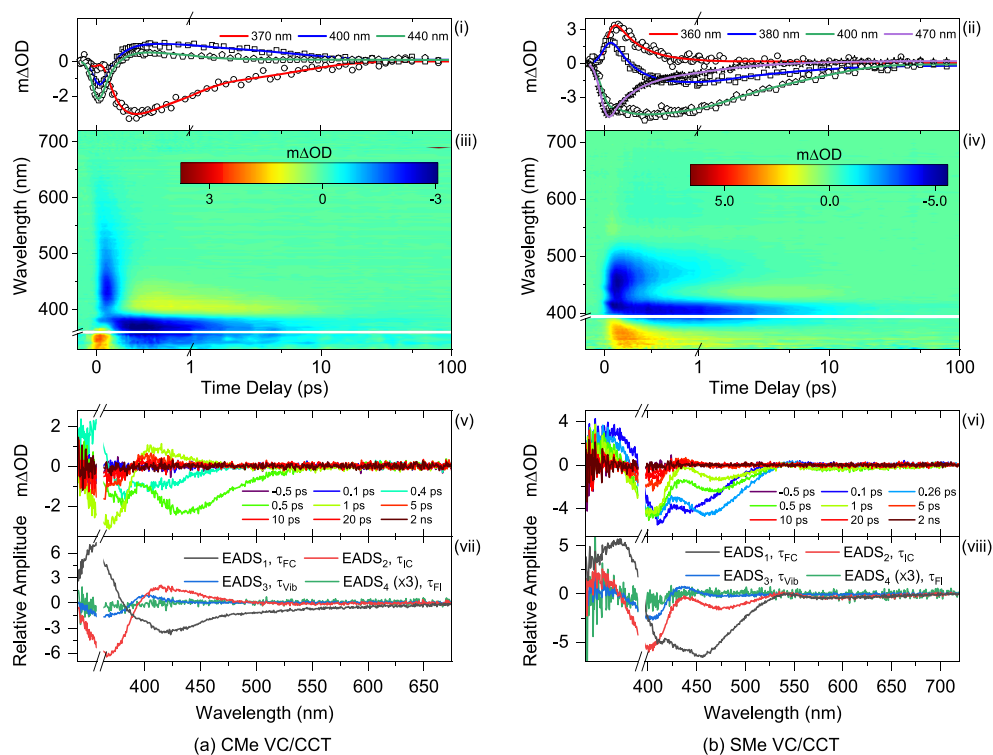 (i)
370 nm 400 nm 440 nm
mΔOD
0
-2
(ii)
360 nm 380 nm 400 nm 470 nm
mΔOD
3
0
-3
(iii)
mΔOD
3 0 -3
Wavelength (nm)
700
600
500
400
0 1 10 100
Time Delay (ps)
(iv)
mΔOD
5.0 0.0 -5.0
Wavelength (nm)
700
600
500
400
0 1 10 100
Time Delay (ps)
(v)
mΔOD
2
0
-2
-0.5 ps 0.1 ps 0.4 ps
0.5 ps 1 ps 5 ps
10 ps 20 ps 2 ns
(vi)
mΔOD
4
0
-4
-0.5 ps 0.1 ps 0.26 ps
0.5 ps 1 ps 5 ps
10 ps 20 ps 2 ns
(vii)
EADS1, τFC EADS2, τIC
EADS3, τVib EADS4 (x3), τFl
Relative Amplitude
6
3
0
-3
-6
400 450 500 550 600 650
Wavelength (nm)
(a) CMe VC/CCT
(viii)
EADS1, τFC EADS2, τIC
EADS3, τVib EADS4 (x3), τFl
Relative Amplitude
5
0
-5
400 450 500 550 600 650 700
Wavelength (nm)
(b) SMe VC/CCT